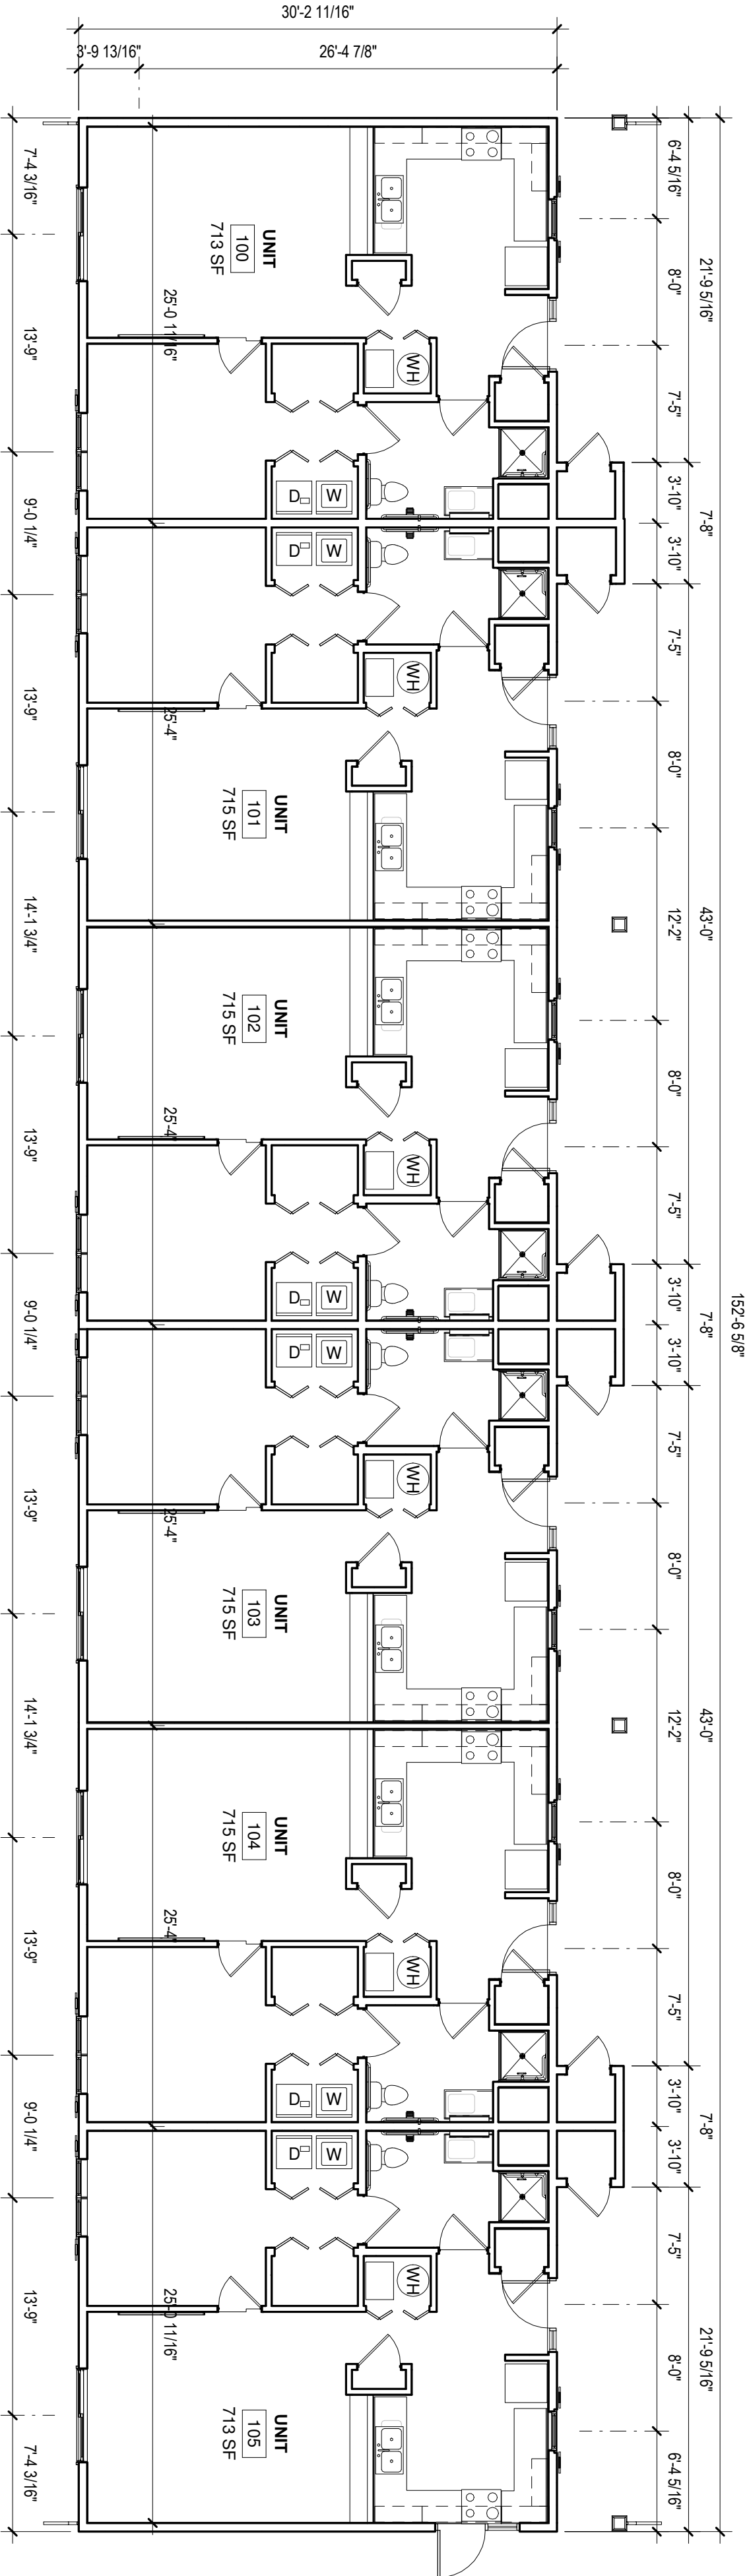 30'-2 11/16"
3'-9 13/16"
26'-4 7/8"
152'-6 5/8"
21'-9 5/16"
7'-8"
43'-0"
7'-8"
43'-0"
7'-8"
21'-9 5/16"
6'-4 5/16"
8'-0"
7'-5"
3'-10"
3'-10"
7'-5"
8'-0"
12'-2"
8'-0"
7'-5"
3'-10"
3'-10"
7'-5"
8'-0"
12'-2"
8'-0"
7'-5"
3'-10"
3'-10"
7'-5"
8'-0"
6'-4 5/16"
UNIT
100
713 SF
25'-0 11/16"
WH
D
W
D
W
WH
25'-4"
UNIT
101
715 SF
UNIT
102
715 SF
25'-4"
WH
D
W
D
W
WH
25'-4"
UNIT
103
715 SF
UNIT
104
715 SF
25'-4"
WH
D
W
D
W
WH
25'-0 11/16"
UNIT
105
713 SF
7'-4 3/16"
13'-9"
9'-0 1/4"
13'-9"
14'-1 3/4"
13'-9"
9'-0 1/4"
13'-9"
14'-1 3/4"
13'-9"
9'-0 1/4"
13'-9"
7'-4 3/16"